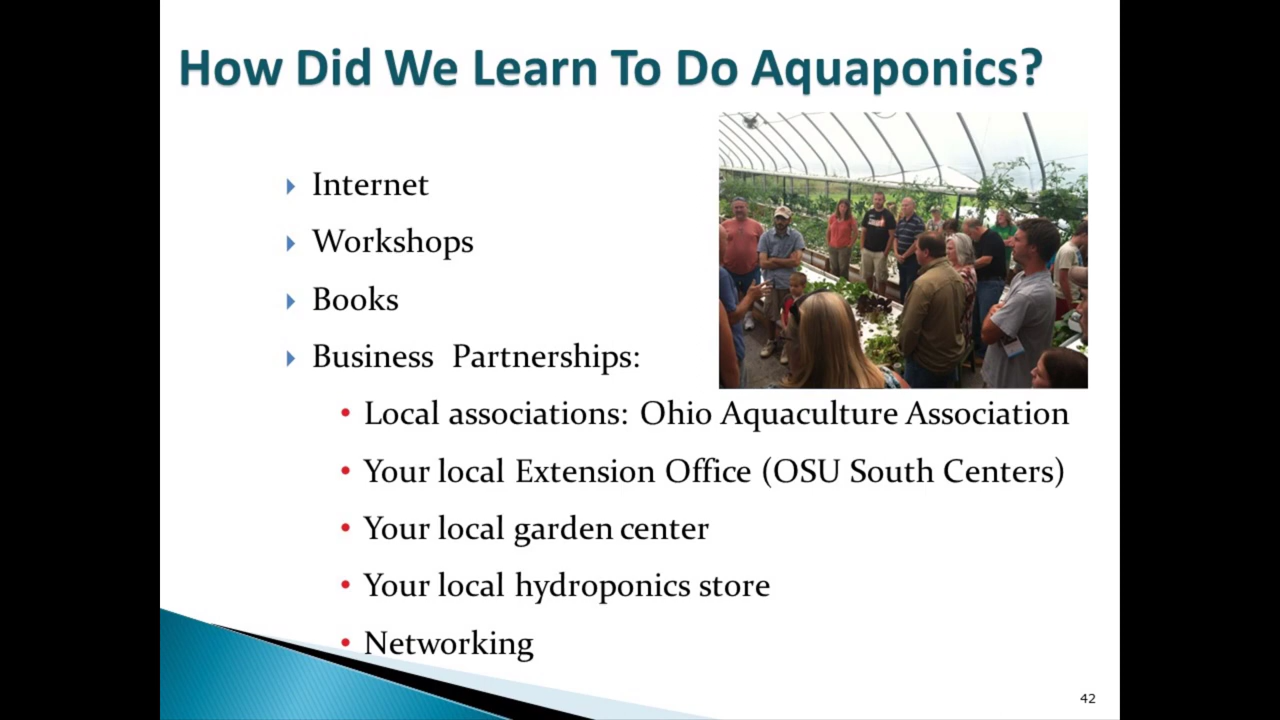 How Did We Learn To Do Aquaponics?
Internet
Workshops
Books
Business Partnerships:
Local associations: Ohio Aquaculture Association
Your local Extension Office (OSU South Centers)
Your local garden center
Your local hydroponics store
Networking
42